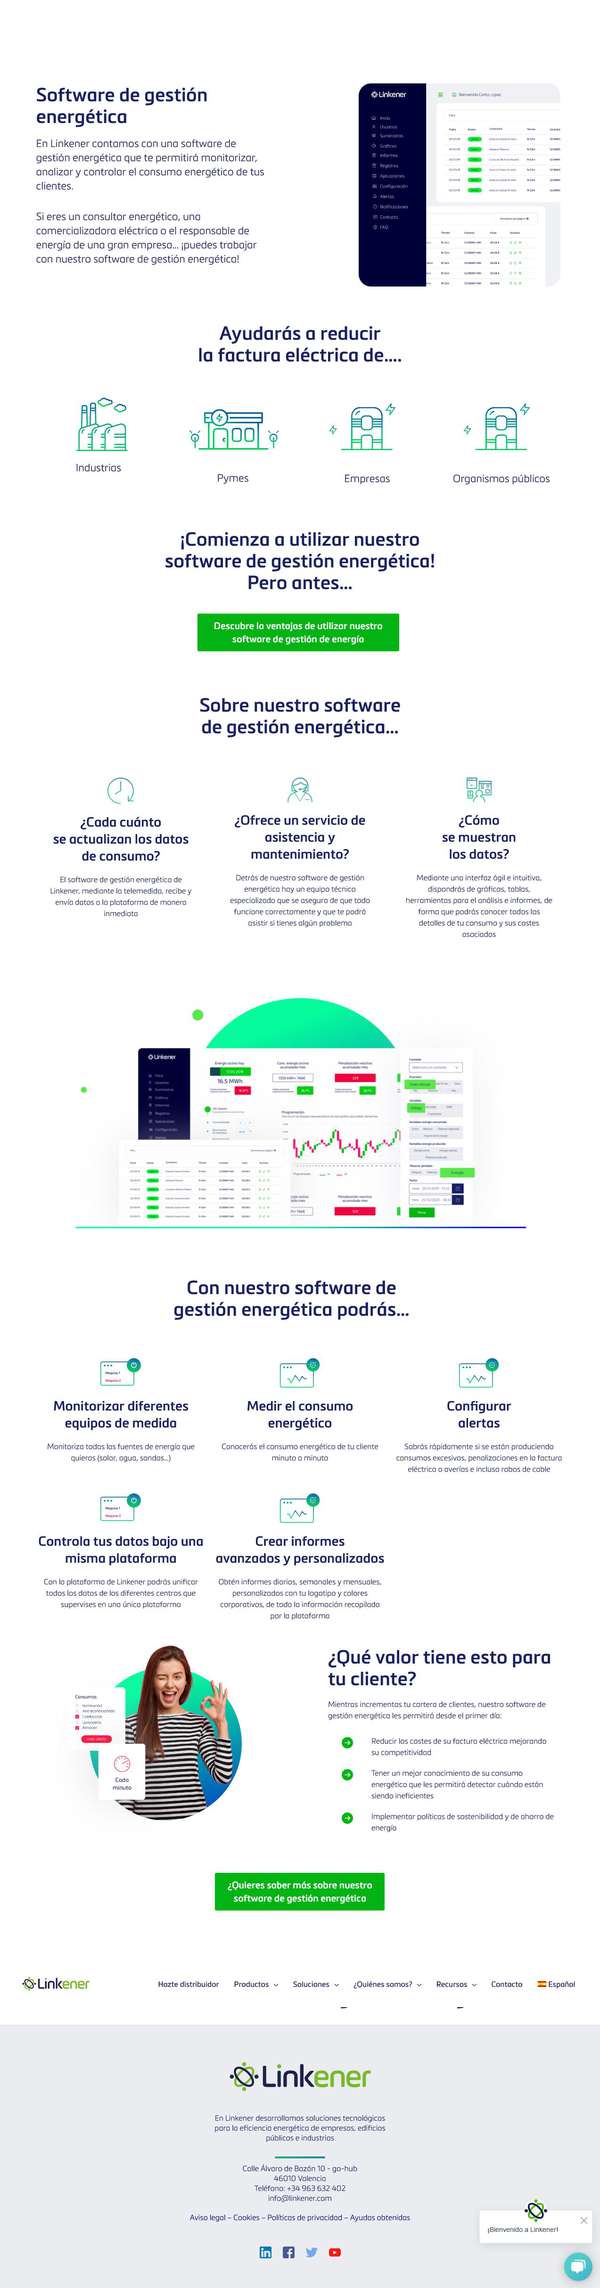 Software de gestión
energética
En Linkener contamos con una software de
gestión energética que te permitirá monitorizar,
analizar y controlar el consumo energético de tus
clientes.
Si eres un consultor energético, una
comercializadora eléctrica o el responsable de
energía de una gran empresa... ¡puedes trabajar
con nuestro software de gestión energética!
Linkener
Inicio
Usuarios
Suministros
Gráficos
Informes
Registros
Aplicaciones
Configuración
Alertas
Notificaciones
Contacto
FAQ
Ayudarás a reducir
la factura eléctrica de....
Industrias
Pymes
Empresas
Organismos públicos
¡Comienza a utilizar nuestro
software de gestión energética!
Pero antes...
Descubre la ventajas de utilizar nuestro
software de gestión de energía
Sobre nuestro software
de gestión energética...
¿Cada cuánto
se actualizan los datos
de consumo?
El software de gestión energética de
Linkener, mediante la telemedida, recibe y
envía datos a la plataforma de manera
inmediata
¿Ofrece un servicio de
asistencia y
mantenimiento?
Detrás de nuestro software de gestión
energética hay un equipo técnico
especializado que se asegura de que todo
funcione correctamente y que te podrá
asistir si tienes algún problema
¿Cómo
se muestran
los datos?
Mediante una interfaz ágil e intuitiva,
dispondrás de gráficos, tablas,
herramientas para el análisis e informes, de
forma que podrás conocer todos los
detalles de tu consumo y sus costes
asociados
Linkener
16.5 MWh
Programación
Con nuestro software de
gestión energética podrás...
Monitorizar diferentes
equipos de medida
Monitoriza todas las fuentes de energía que
quieras (solar, agua, sondas...)
Medir el consumo
energético
Conocerás el consumo energético de tu cliente
minuto a minuto
Configurar
alertas
Sabrás rápidamente si se están produciendo
consumos excesivos, penalizaciones en la factura
eléctrica o averías e incluso robos de cable
Controla tus datos bajo una
misma plataforma
Con la plataforma de Linkener podrás unificar
todos los datos de los diferentes centros que
supervises en una única plataforma
Crear informes
avanzados y personalizados
Obtén informes diarios, semanales y mensuales,
personalizados con tu logotipo y colores
corporativos, de toda la información recopilada
por la plataforma
Consumos
Cada
minuto
¿Qué valor tiene esto para
tu cliente?
Mientras incrementas tu cartera de clientes, nuestro software de
gestión energética les permitirá desde el primer día:
Reducir los costes de su factura eléctrica mejorando
su competitividad
Tener un mejor conocimiento de su consumo
energético que les permitirá detectar cuándo están
siendo ineficientes
Implementar políticas de sostenibilidad y de ahorro de
energía
¿Quieres saber más sobre nuestro
software de gestión energética
Linkener
Hazte distribuidor Productos Soluciones ¿Quiénes somos? Recursos Contacto Español
Linkener
En Linkener desarrollamos soluciones tecnológicas
para la eficiencia energética de empresas, edificios
públicos e industrias
Calle Álvaro de Bazán 10 - go-hub
46010 Valencia
Teléfono: +34 963 632 402
info@linkener.com
Aviso legal – Cookies – Políticas de privacidad – Ayudas obtenidas
¡Bienvenido a Linkener!